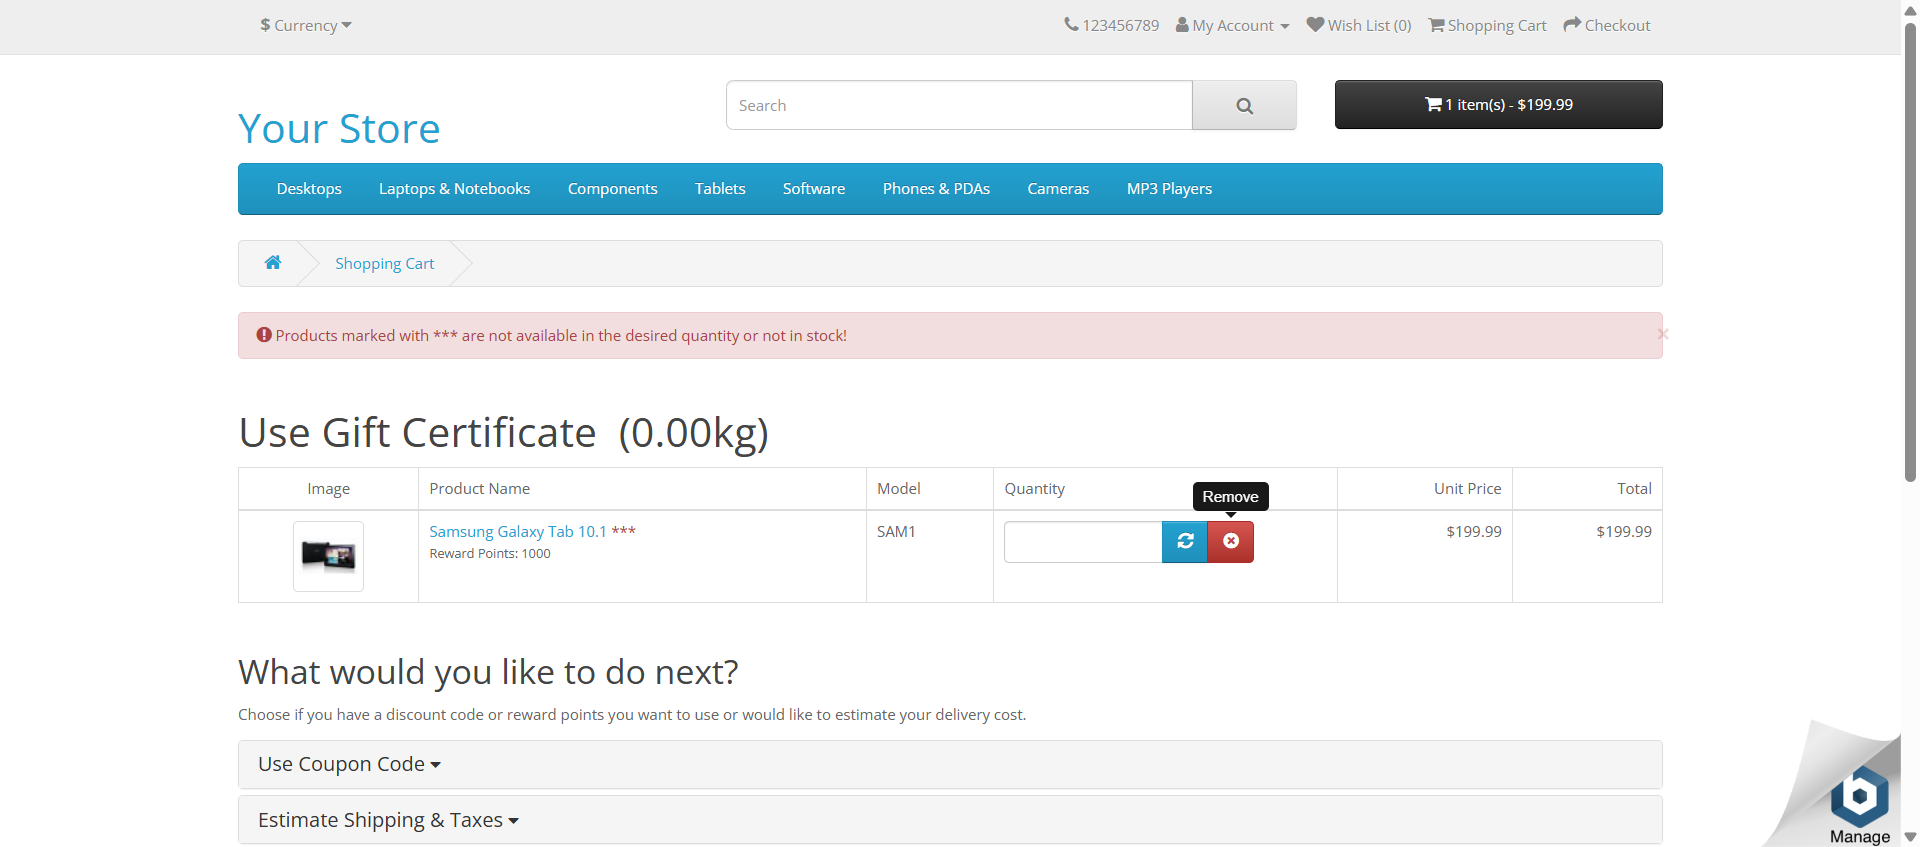 $ Currency
123456789 My Account Wish List (0) Shopping Cart Checkout
Search
1 item(s) - $199.99
Your Store
Desktops Laptops & Notebooks Components Tablets Software Phones & PDAs Cameras MP3 Players
Shopping Cart
Products marked with *** are not available in the desired quantity or not in stock!
×
Use Gift Certificate  (0.00kg)
Image Product Name Model Quantity Unit Price Total
Remove
Samsung Galaxy Tab 10.1 *** SAM1 $199.99 $199.99
Reward Points: 1000
What would you like to do next?
Choose if you have a discount code or reward points you want to use or would like to estimate your delivery cost.
Use Coupon Code
Estimate Shipping & Taxes
b
Manage